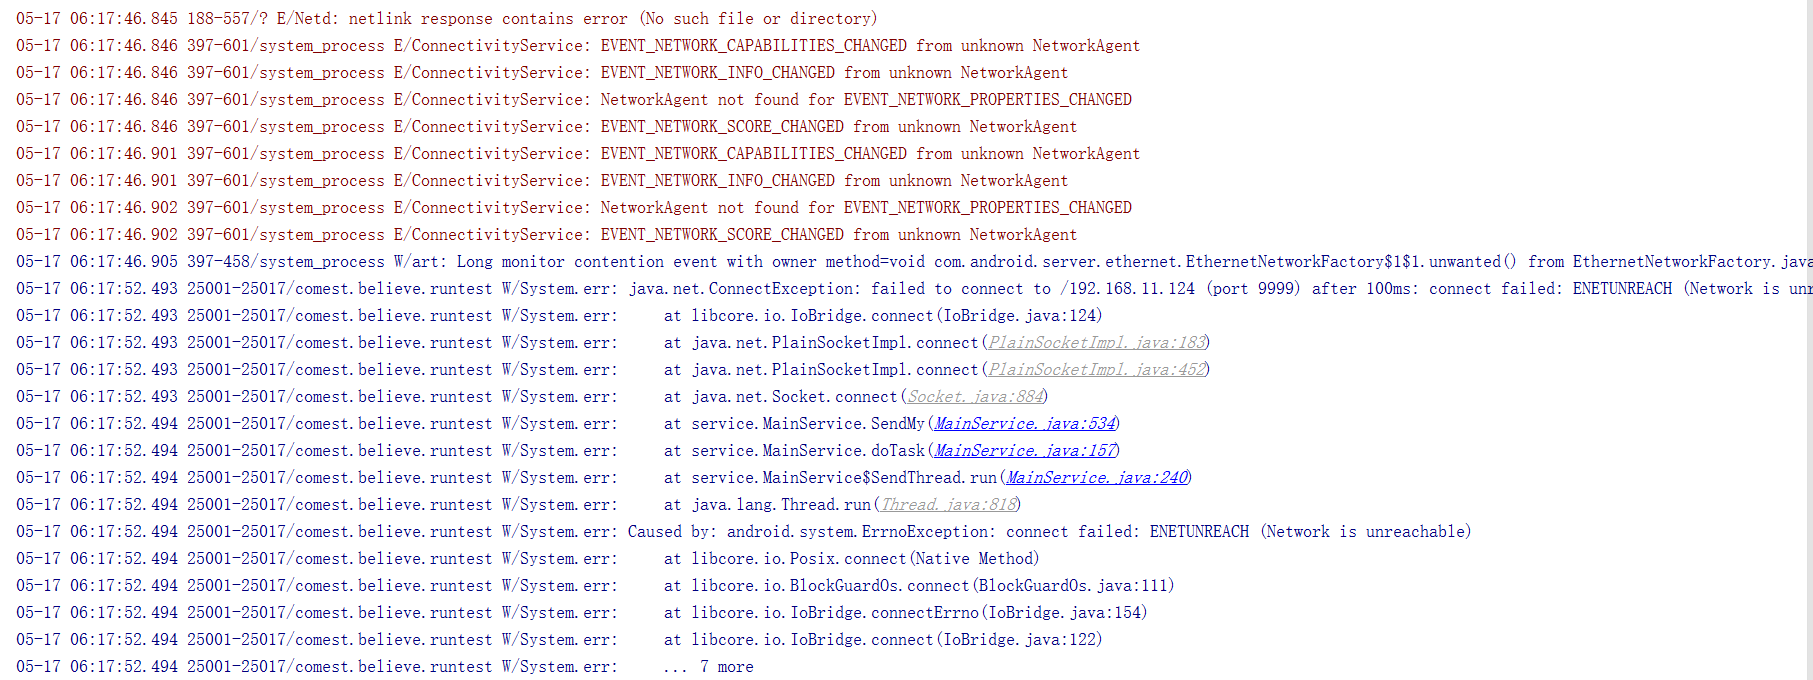 05-17 06:17:46.845 188-557/? E/Netd: netlink response contains error (No such file or directory)
05-17 06:17:46.846 397-601/system_process E/ConnectivityService: EVENT_NETWORK_CAPABILITIES_CHANGED from unknown NetworkAgent
05-17 06:17:46.846 397-601/system_process E/ConnectivityService: EVENT_NETWORK_INFO_CHANGED from unknown NetworkAgent
05-17 06:17:46.846 397-601/system_process E/ConnectivityService: NetworkAgent not found for EVENT_NETWORK_PROPERTIES_CHANGED
05-17 06:17:46.846 397-601/system_process E/ConnectivityService: EVENT_NETWORK_SCORE_CHANGED from unknown NetworkAgent
05-17 06:17:46.901 397-601/system_process E/ConnectivityService: EVENT_NETWORK_CAPABILITIES_CHANGED from unknown NetworkAgent
05-17 06:17:46.901 397-601/system_process E/ConnectivityService: EVENT_NETWORK_INFO_CHANGED from unknown NetworkAgent
05-17 06:17:46.902 397-601/system_process E/ConnectivityService: NetworkAgent not found for EVENT_NETWORK_PROPERTIES_CHANGED
05-17 06:17:46.902 397-601/system_process E/ConnectivityService: EVENT_NETWORK_SCORE_CHANGED from unknown NetworkAgent
05-17 06:17:46.905 397-458/system_process W/art: Long monitor contention event with owner method=void com.android.server.ethernet.EthernetNetworkFactory$1$1.unwanted() from EthernetNetworkFactory.java
05-17 06:17:52.493 25001-25017/comest.believe.runtest W/System.err: java.net.ConnectException: failed to connect to /192.168.11.124 (port 9999) after 100ms: connect failed: ENETUNREACH (Network is unr
05-17 06:17:52.493 25001-25017/comest.believe.runtest W/System.err:     at libcore.io.IoBridge.connect(IoBridge.java:124)
05-17 06:17:52.493 25001-25017/comest.believe.runtest W/System.err:     at java.net.PlainSocketImpl.connect(PlainSocketImpl.java:183)
05-17 06:17:52.493 25001-25017/comest.believe.runtest W/System.err:     at java.net.PlainSocketImpl.connect(PlainSocketImpl.java:452)
05-17 06:17:52.493 25001-25017/comest.believe.runtest W/System.err:     at java.net.Socket.connect(Socket.java:884)
05-17 06:17:52.494 25001-25017/comest.believe.runtest W/System.err:     at service.MainService.SendMy(MainService.java:534)
05-17 06:17:52.494 25001-25017/comest.believe.runtest W/System.err:     at service.MainService.doTask(MainService.java:157)
05-17 06:17:52.494 25001-25017/comest.believe.runtest W/System.err:     at service.MainService$SendThread.run(MainService.java:240)
05-17 06:17:52.494 25001-25017/comest.believe.runtest W/System.err:     at java.lang.Thread.run(Thread.java:818)
05-17 06:17:52.494 25001-25017/comest.believe.runtest W/System.err: Caused by: android.system.ErrnoException: connect failed: ENETUNREACH (Network is unreachable)
05-17 06:17:52.494 25001-25017/comest.believe.runtest W/System.err:     at libcore.io.Posix.connect(Native Method)
05-17 06:17:52.494 25001-25017/comest.believe.runtest W/System.err:     at libcore.io.BlockGuardOs.connect(BlockGuardOs.java:111)
05-17 06:17:52.494 25001-25017/comest.believe.runtest W/System.err:     at libcore.io.IoBridge.connectErrno(IoBridge.java:154)
05-17 06:17:52.494 25001-25017/comest.believe.runtest W/System.err:     at libcore.io.IoBridge.connect(IoBridge.java:122)
05-17 06:17:52.494 25001-25017/comest.believe.runtest W/System.err:     ... 7 more